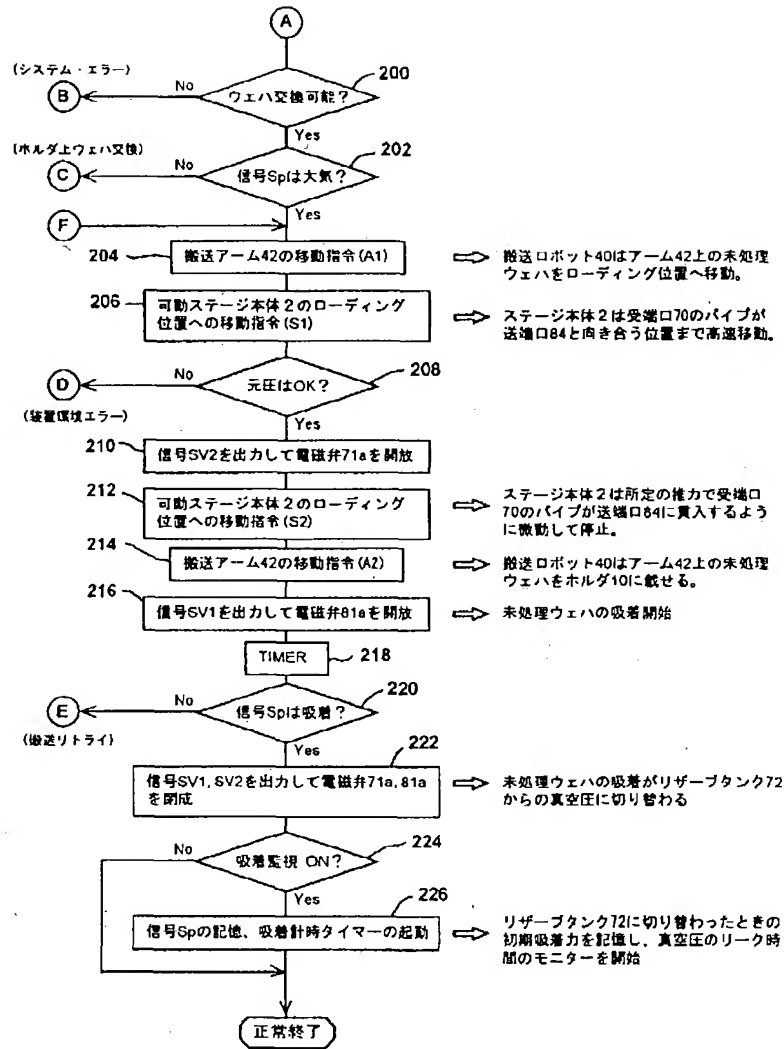 A
(システム・エラー)
B
No
ウエハ交換可能?
200
Yes
(ホルダ上ウェハ交換)
C
No
信号Spは大気?
202
Yes
F
204
搬送アーム42の移動指令(A1)
搬送ロボット40はアーム42上の未処理
ウェハをローディング位置へ移動。
206
可動ステージ本体2のローディング
位置への移動指令(S1)
ステージ本体2は受端口70のパイプが
送端口84と向き合う位置まで高速移動。
D
No
元圧はOK?
208
(装置環境エラー)
Yes
210
信号SV2を出力して電磁弁71aを開放
212
可動ステージ本体2のローディング
位置への移動指令(S2)
ステージ本体2は所定の推力で受端口
70のパイプが送端口84に貫入するよう
に微動して停止。
214
搬送アーム42の移動指令(A2)
搬送ロボット40はアーム42上の未処理
ウェハをホルダ10に載せる。
216
信号SV1を出力して電磁弁81aを開放
未処理ウェハの吸着開始
TIMER
218
E
No
信号Spは吸着?
220
(搬送リトライ)
Yes
222
信号SV1, SV2を出力して電磁弁71a, 81a
を閉成
未処理ウェハの吸着がリザーブタンク72
からの真空圧に切り替わる
No
吸着監視 ON?
224
Yes
226
信号Spの記憶、吸着計時タイマーの起動
リザーブタンク72に切り替わったときの
初期吸着力を記憶し、真空圧のリーク時
間のモニターを開始
正常終了